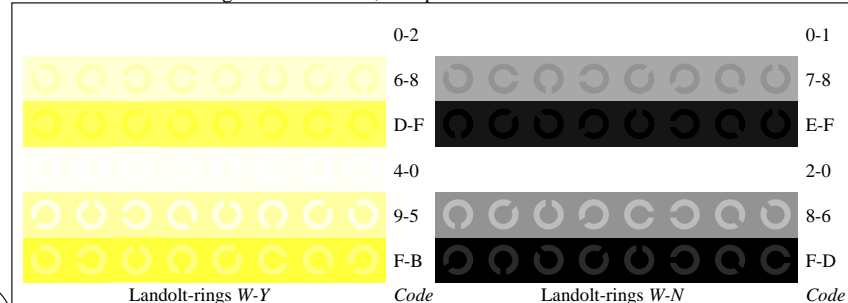 0-2 0-1
6-8 7-8
D-F E-F
4-0 2-0
9-5 8-6
F-B F-D
Landolt-rings W-Y Code Landolt-rings W-N Code